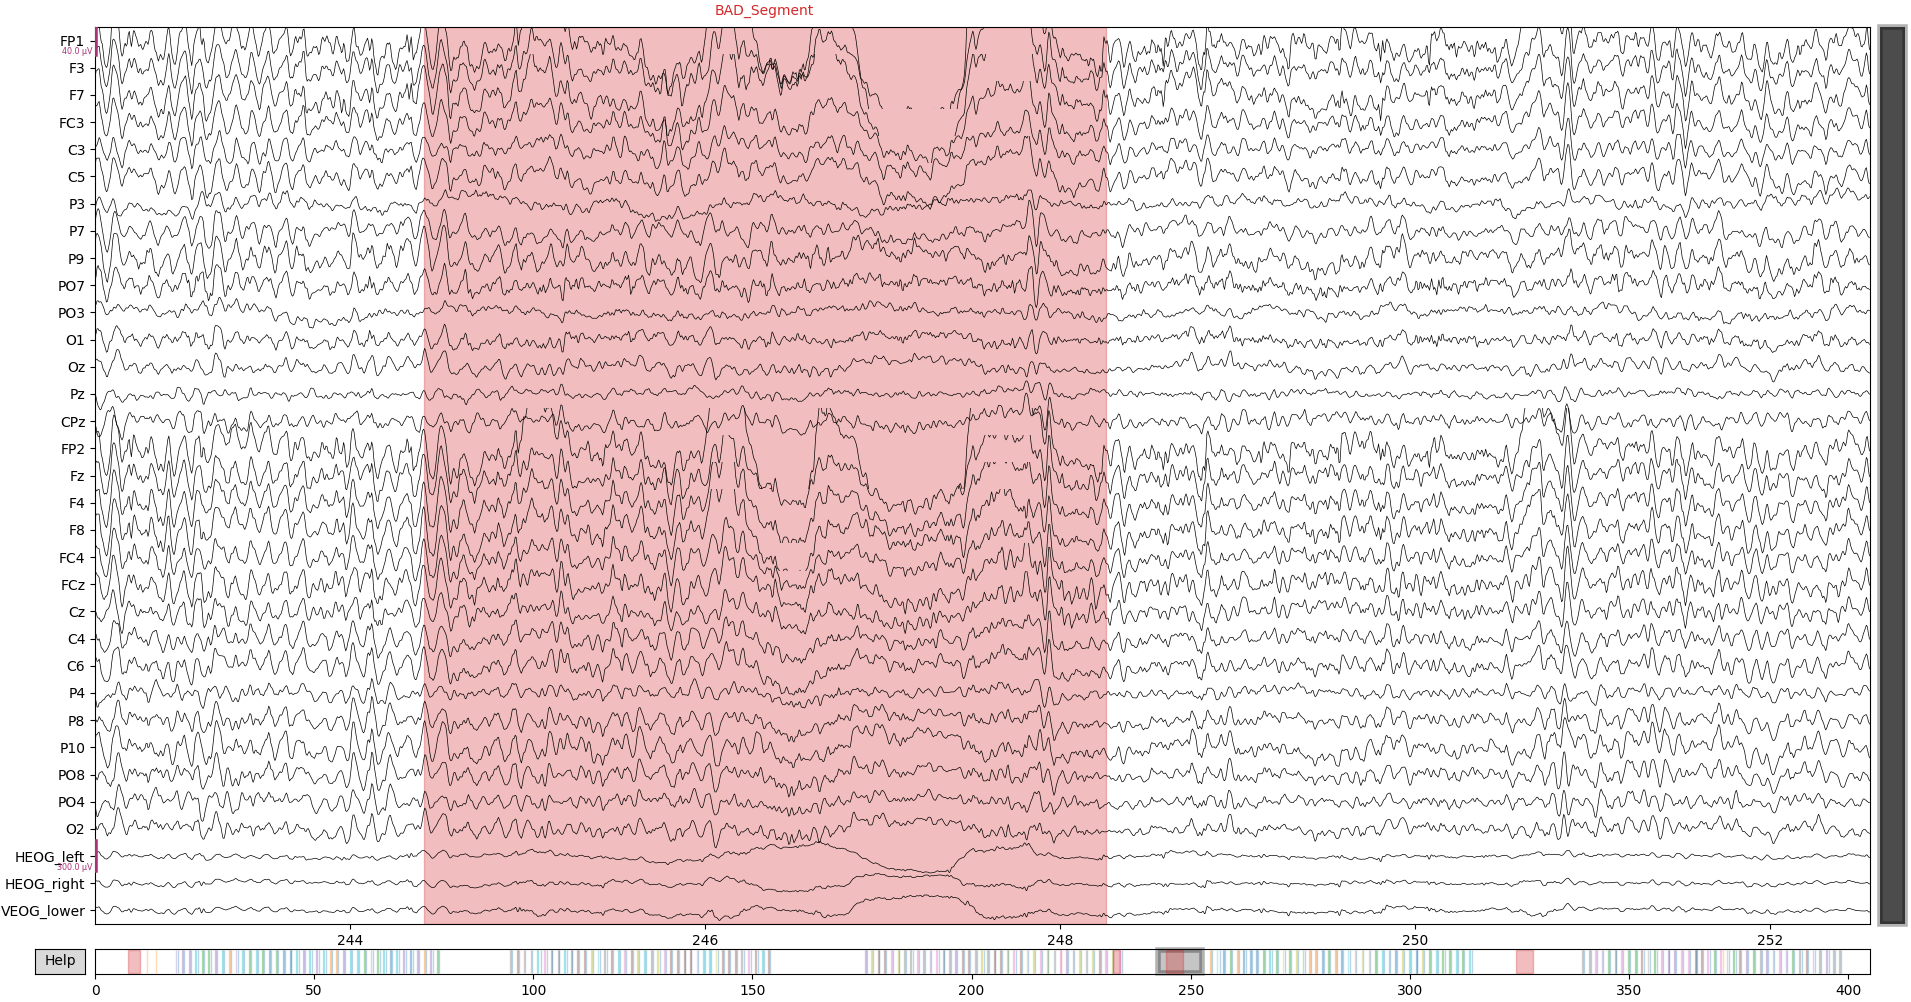 BAD_Segment
FP1
40.0 µV
F3
F7
FC3
C3
C5
P3
P7
P9
PO7
PO3
O1
Oz
Pz
CPz
FP2
Fz
F4
F8
FC4
FCz
Cz
C4
C6
P4
P8
P10
PO8
PO4
O2
HEOG_left
300.0 µV
HEOG_right
VEOG_lower
244 246 248 250 252
Help
0 50 100 150 200 250 300 350 400